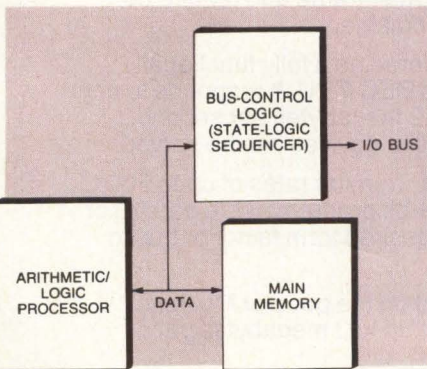 BUS-CONTROL
LOGIC
(STATE-LOGIC
SEQUENCER)
I/O BUS
ARITHMETIC/
LOGIC
PROCESSOR
DATA
MAIN
MEMORY